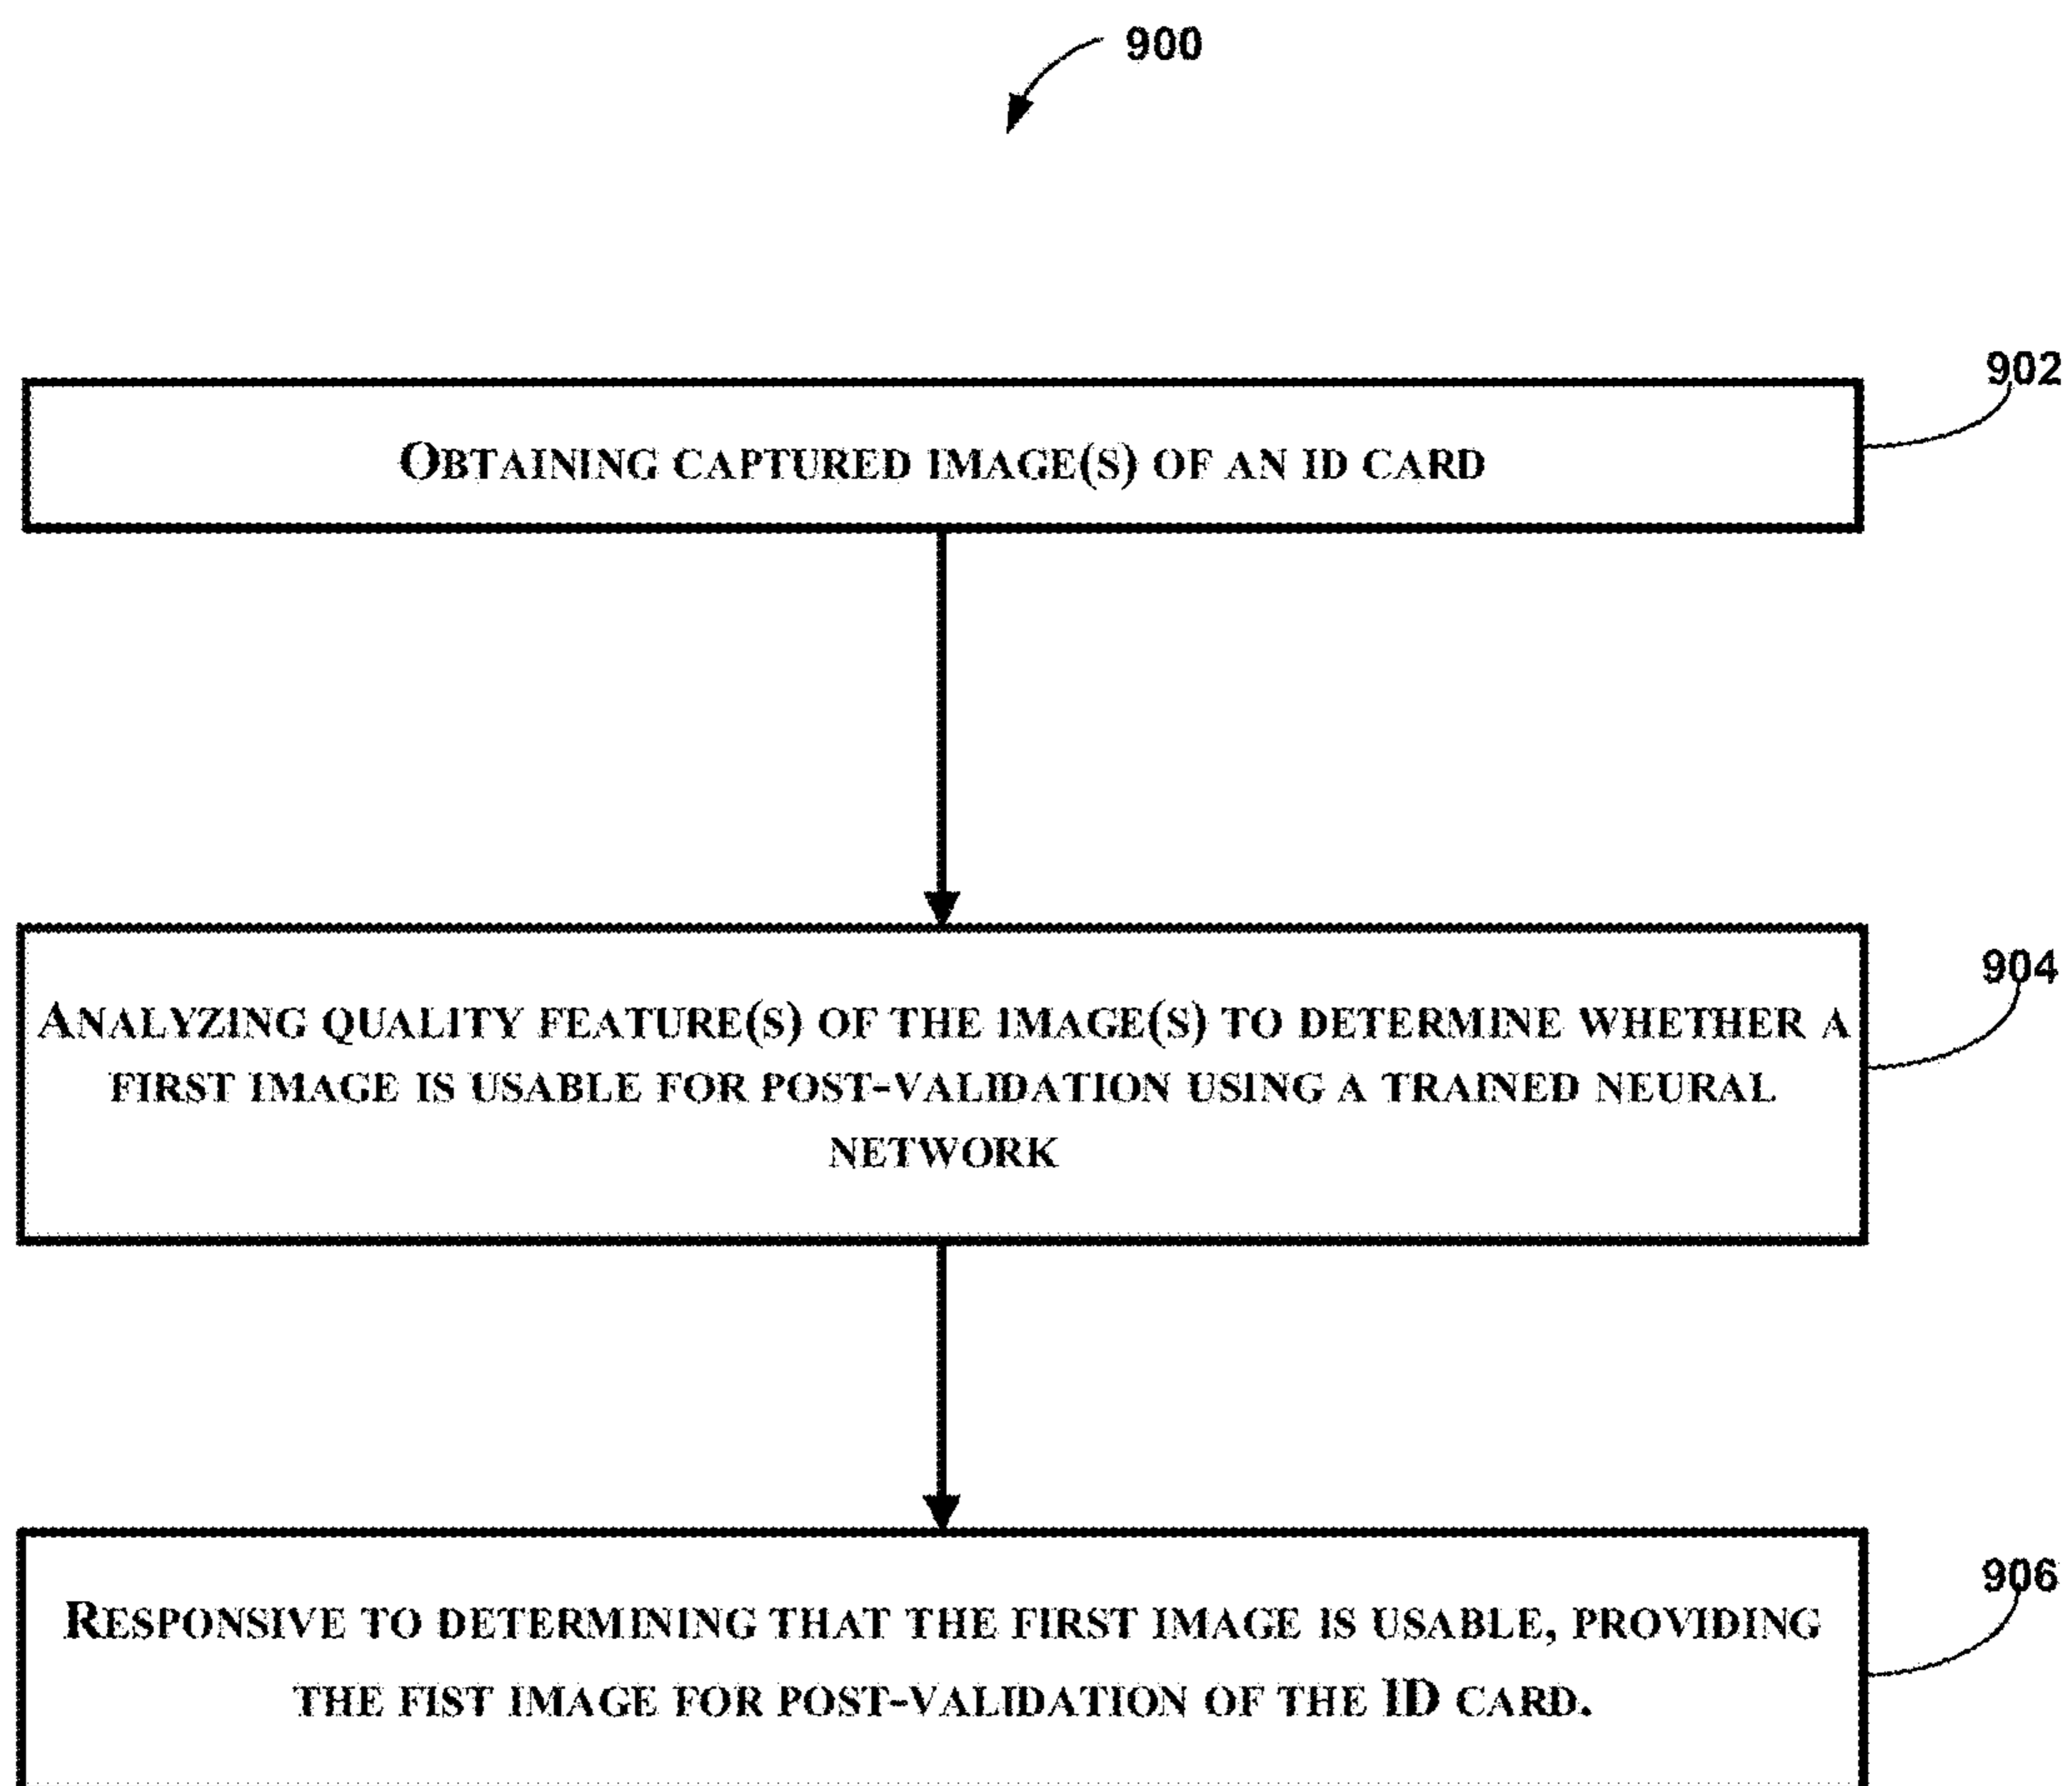 900
902
OBTAINING CAPTURED IMAGE(S) OF AN ID CARD
904
ANALYZING QUALITY FEATURE(S) OF THE IMAGE(S) TO DETERMINE WHETHER A
FIRST IMAGE IS USABLE FOR POST-VALIDATION USING A TRAINED NEURAL
NETWORK
906
RESPONSIVE TO DETERMINING THAT THE FIRST IMAGE IS USABLE, PROVIDING
THE FIST IMAGE FOR POST-VALIDATION OF THE ID CARD.